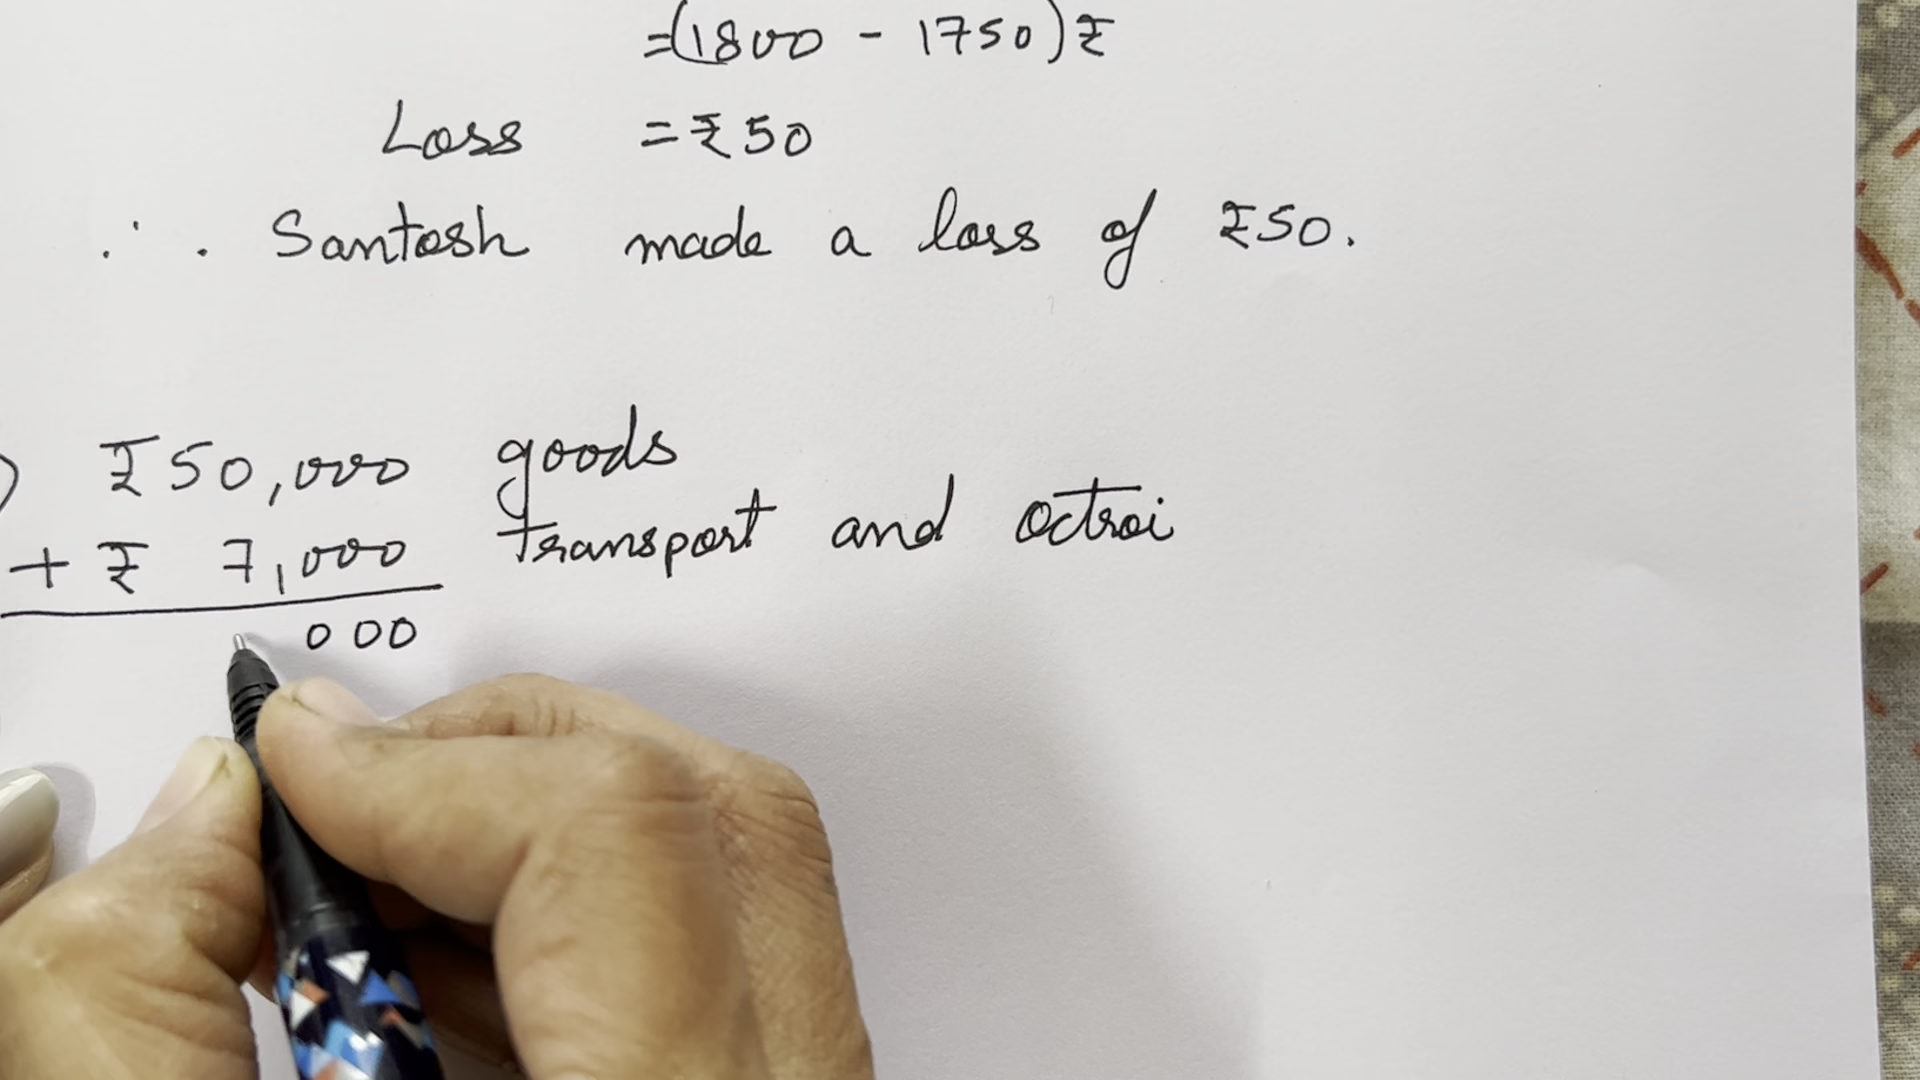 =(1800 - 1750)₹
Loss = ₹50
∴ Santosh made a loss of ₹50.
) ₹50,000 goods
+ ₹ 7,000 transport and octroi
000